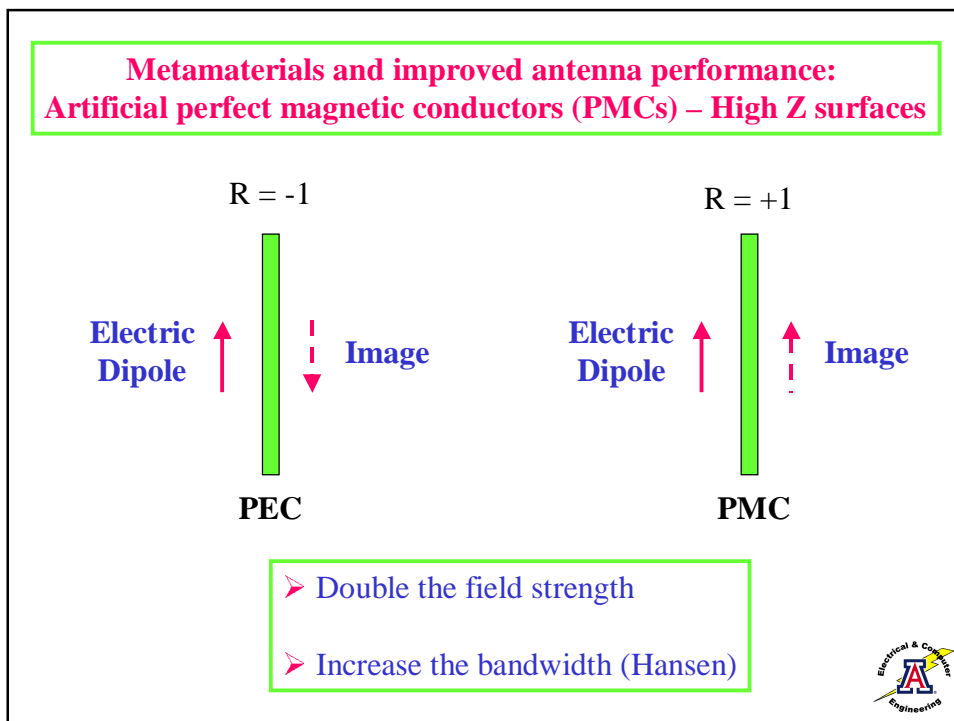 Metamaterials and improved antenna performance:
Artificial perfect magnetic conductors (PMCs) – High Z surfaces
R = -1
R = +1
Electric
Dipole
Image
Electric
Dipole
Image
PEC
PMC
➢ Double the field strength
➢ Increase the bandwidth (Hansen)
Electrical & Computer
A
Engineering